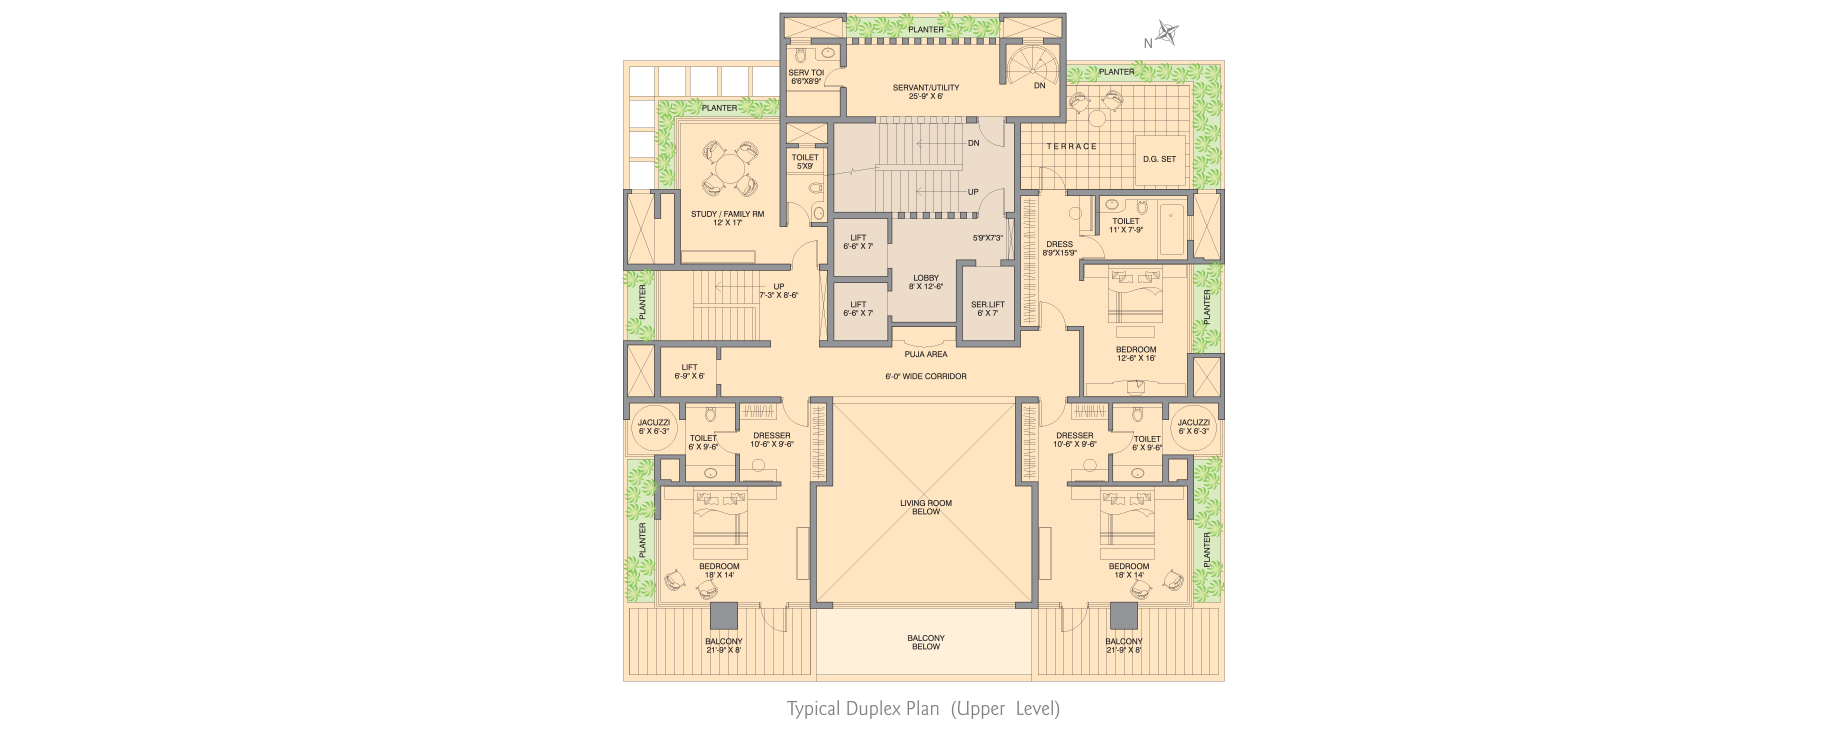 PLANTER
N
SERV TOI
6'6"X8'9"
SERVANT/UTILITY
25'-9" X 6'
DN
PLANTER
PLANTER
TOILET
5'X9'
DN
UP
TERRACE
D.G. SET
STUDY / FAMILY RM
12' X 17'
LIFT
6'-6" X 7'
5'9"X7'3"
DRESS
8'9"X15'9"
TOILET
11' X 7'-9"
UP
7'-3" X 8'-6"
LOBBY
8' X 12'-6"
PLANTER
LIFT
6'-6" X 7'
SER.LIFT
6' X 7'
PLANTER
PUJA AREA
BEDROOM
12'-6" X 16'
LIFT
6'-9" X 6'
6'-0" WIDE CORRIDOR
JACUZZI
6' X 6'-3"
TOILET
6' X 9'-6"
DRESSER
10'-6" X 9'-6"
DRESSER
10'-6" X 9'-6"
TOILET
6' X 9'-6"
JACUZZI
6' X 6'-3"
LIVING ROOM
BELOW
PLANTER
PLANTER
BEDROOM
18' X 14'
BEDROOM
18' X 14'
BALCONY
21'-9" X 8'
BALCONY
BELOW
BALCONY
21'-9" X 8'
Typical Duplex Plan (Upper Level)